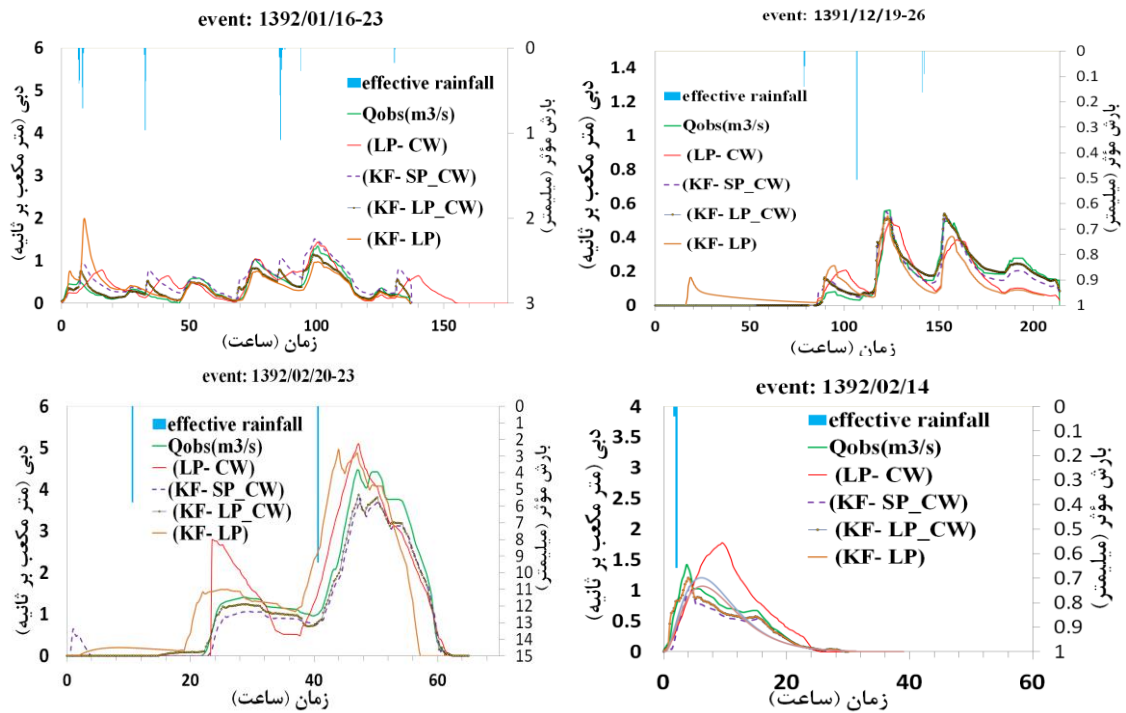 event: 1392/01/16-23
6
5
4
3
2
1
0
دبی (متر مکعب بر ثانیه)
effective rainfall
Qobs(m3/s)
(LP- CW)
(KF- SP_CW)
(KF- LP_CW)
(KF- LP)
0
1
2
3
بارش مؤثر (میلیمتر)
0 50 100 150
زمان (ساعت)
event: 1391/12/19-26
1.4
1.2
1
0.8
0.6
0.4
0.2
0
دبی (متر مکعب بر ثانیه)
effective rainfall
Qobs(m3/s)
(LP- CW)
(KF- SP_CW)
(KF- LP_CW)
(KF- LP)
0
0.1
0.2
0.3
0.4
0.5
0.6
0.7
0.8
0.9
1
بارش مؤثر (میلیمتر)
0 50 100 150 200
زمان (ساعت)
event: 1392/02/20-23
6
5
4
3
2
1
0
دبی (متر مکعب بر ثانیه)
effective rainfall
Qobs(m3/s)
(LP- CW)
(KF- SP_CW)
(KF- LP_CW)
(KF- LP)
0
1
2
3
4
5
6
7
8
9
10
11
12
13
14
15
بارش مؤثر (میلیمتر)
0 20 40 60
زمان (ساعت)
event: 1392/02/14
4
3.5
3
2.5
2
1.5
1
0.5
0
دبی (متر مکعب بر ثانیه)
effective rainfall
Qobs(m3/s)
(LP- CW)
(KF- SP_CW)
(KF- LP_CW)
(KF- LP)
0
0.1
0.2
0.3
0.4
0.5
0.6
0.7
0.8
0.9
1
بارش مؤثر (میلیمتر)
0 20 40 60
زمان (ساعت)